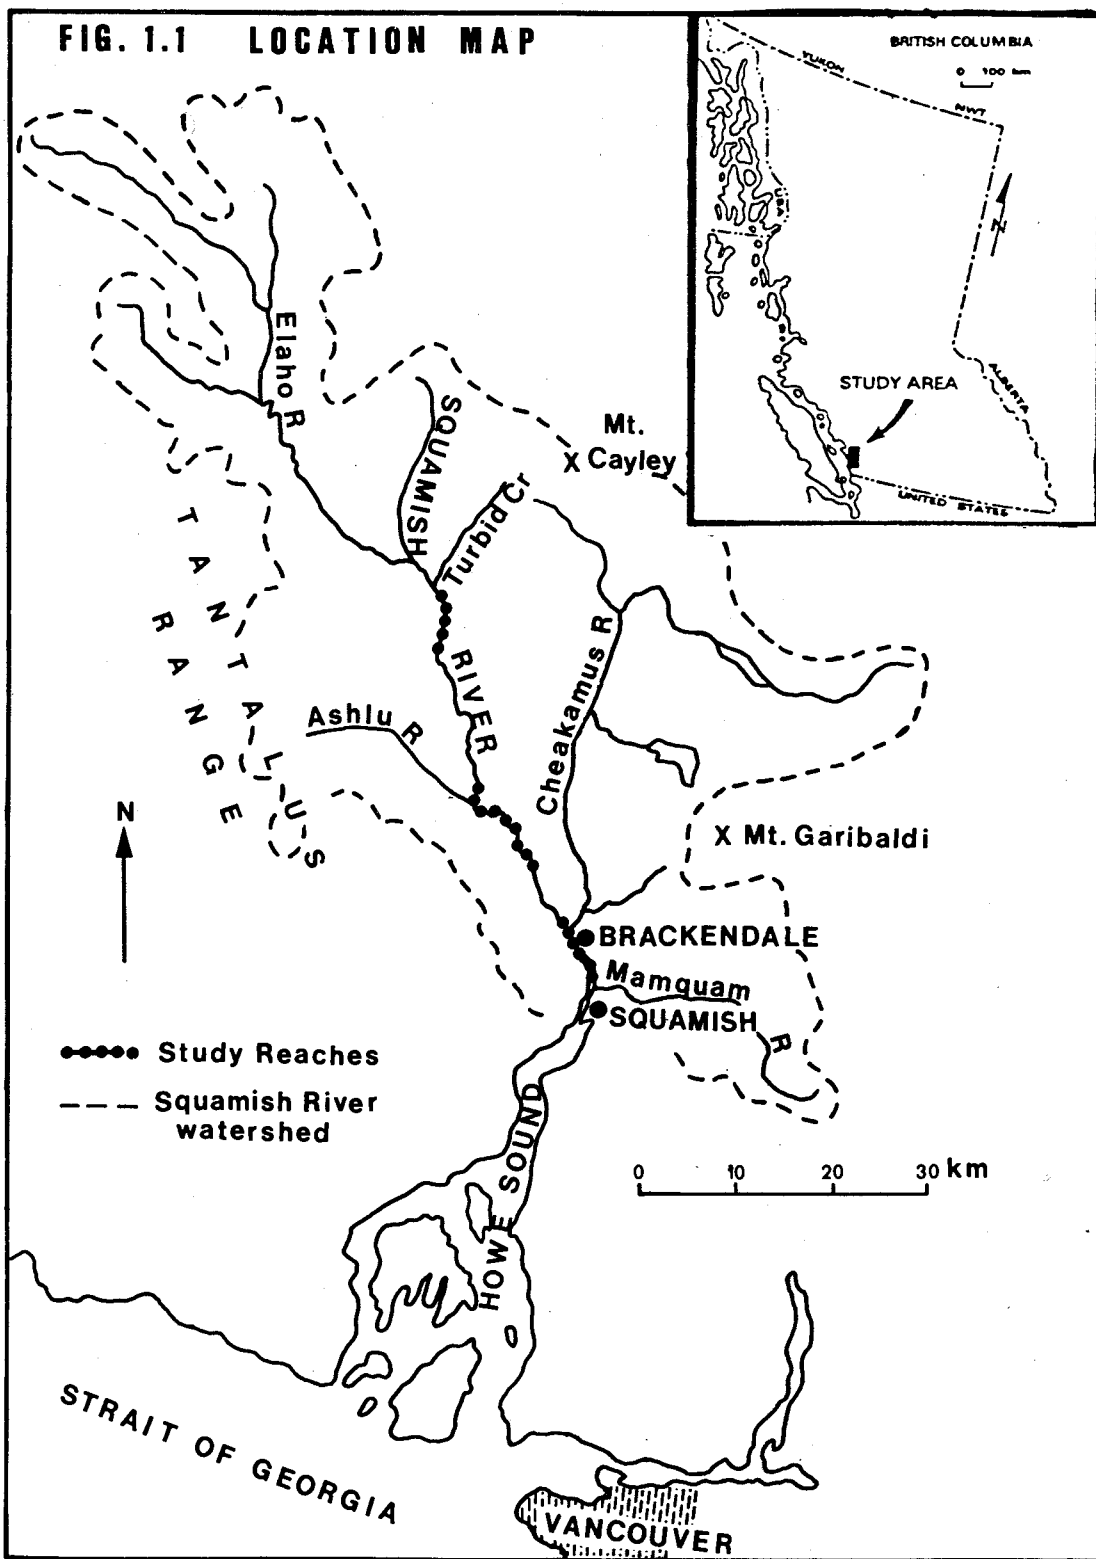 FIG. 1.1 LOCATION MAP
BRITISH COLUMBIA
0 100 km
YUKON
NWT
USA
N
ALBERTA
STUDY AREA
UNITED STATES
Elaho R
SQUAMISH
RIVER
Mt.
X Cayley
Turbid Cr
TANTALUS
RANGE
Ashlu R
Cheakamus R
N
X Mt. Garibaldi
BRACKENDALE
Mamquam R
SQUAMISH
Study Reaches
Squamish River
watershed
0 10 20 30 km
HOWE SOUND
STRAIT OF GEORGIA
VANCOUVER